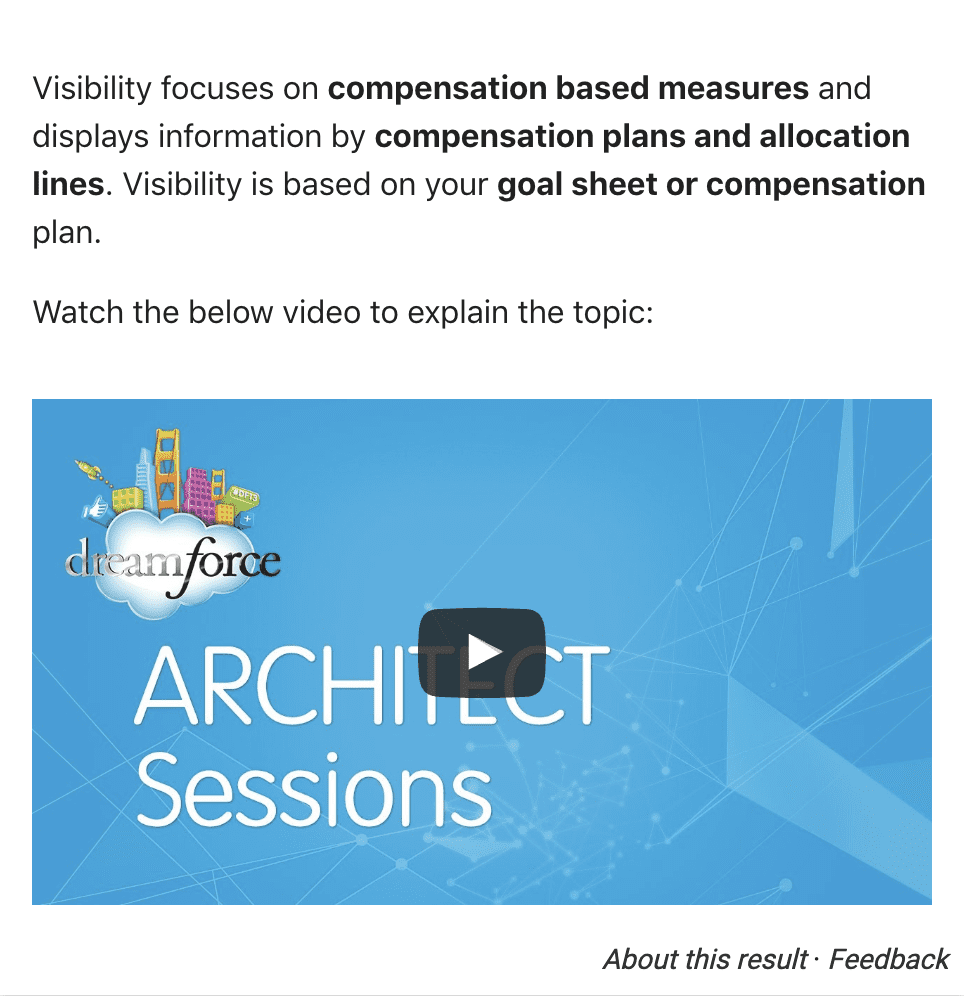 Visibility focuses on compensation based measures and
displays information by compensation plans and allocation
lines. Visibility is based on your goal sheet or compensation
plan.
Watch the below video to explain the topic:
#DF13
dreamforce
ARCHITECT
Sessions
About this result · Feedback